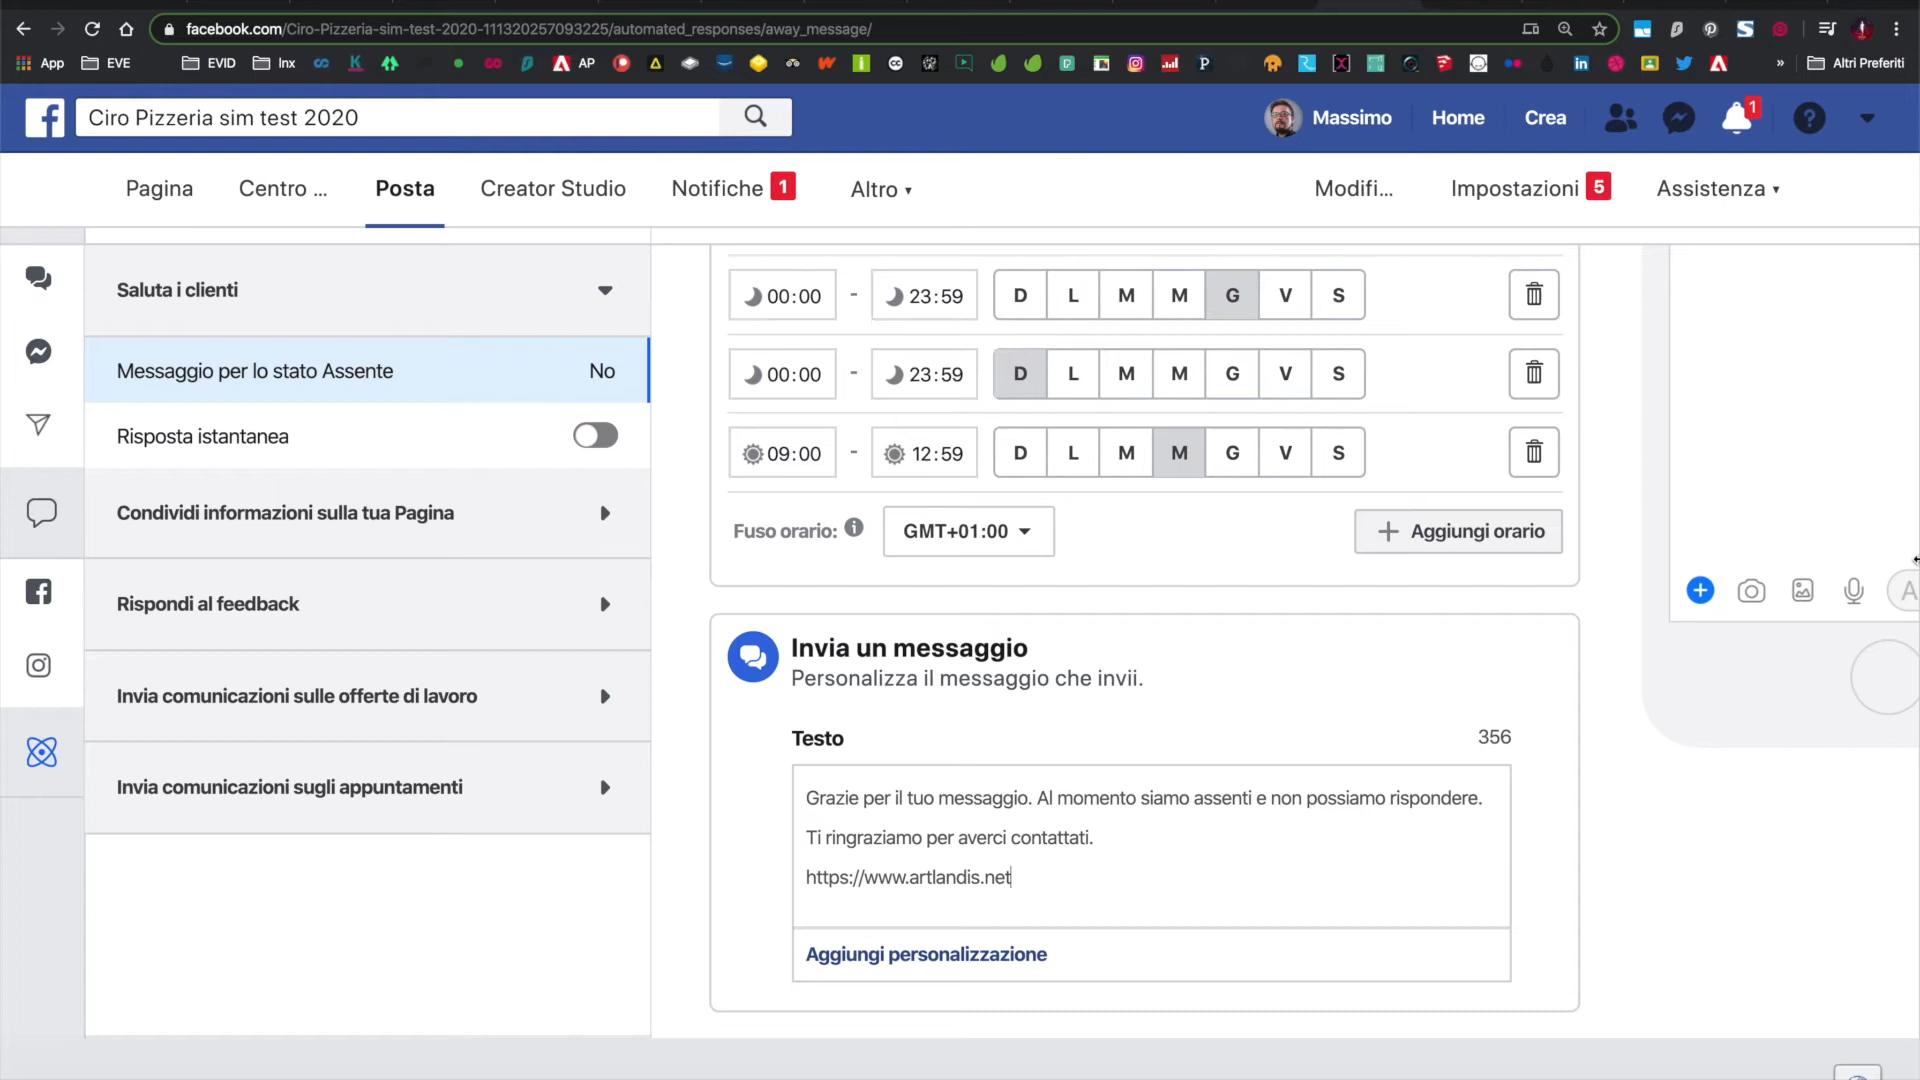 facebook.com/Ciro-Pizzeria-sim-test-2020-111320257093225/automated_responses/away_message/
App EVE EVID Inx AP Altri Preferiti
Ciro Pizzeria sim test 2020
Massimo Home Crea 1
Pagina Centro ... Posta Creator Studio Notifiche 1 Altro Modifi... Impostazioni 5 Assistenza
Saluta i clienti
Messaggio per lo stato Assente No
Risposta istantanea
Condividi informazioni sulla tua Pagina
Rispondi al feedback
Invia comunicazioni sulle offerte di lavoro
Invia comunicazioni sugli appuntamenti
00:00 - 23:59 D L M M G V S
00:00 - 23:59 D L M M G V S
09:00 - 12:59 D L M M G V S
Fuso orario: GMT+01:00 Aggiungi orario
Invia un messaggio
Personalizza il messaggio che invii.
Testo 356
Grazie per il tuo messaggio. Al momento siamo assenti e non possiamo rispondere.
Ti ringraziamo per averci contattati.
https://www.artlandis.net
Aggiungi personalizzazione
A